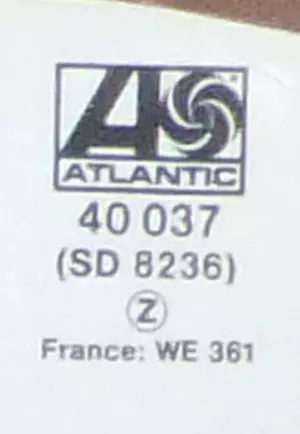 ATLANTIC
40 037
(SD 8236)
Z
France: WE 361